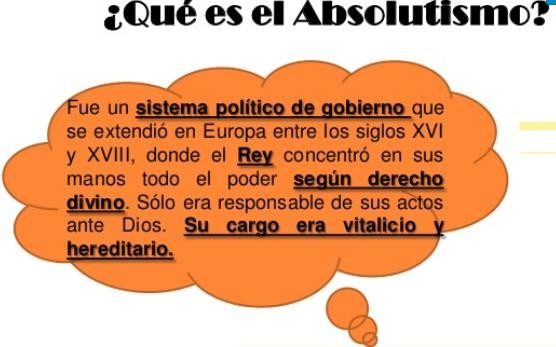 ¿Qué es el Absolutismo?
Fue un sistema político de gobierno que
se extendió en Europa entre los siglos XVI
y XVIII, donde el Rey concentró en sus
manos todo el poder según derecho
divino. Sólo era responsable de sus actos
ante Dios. Su cargo era vitalicio y
hereditario.